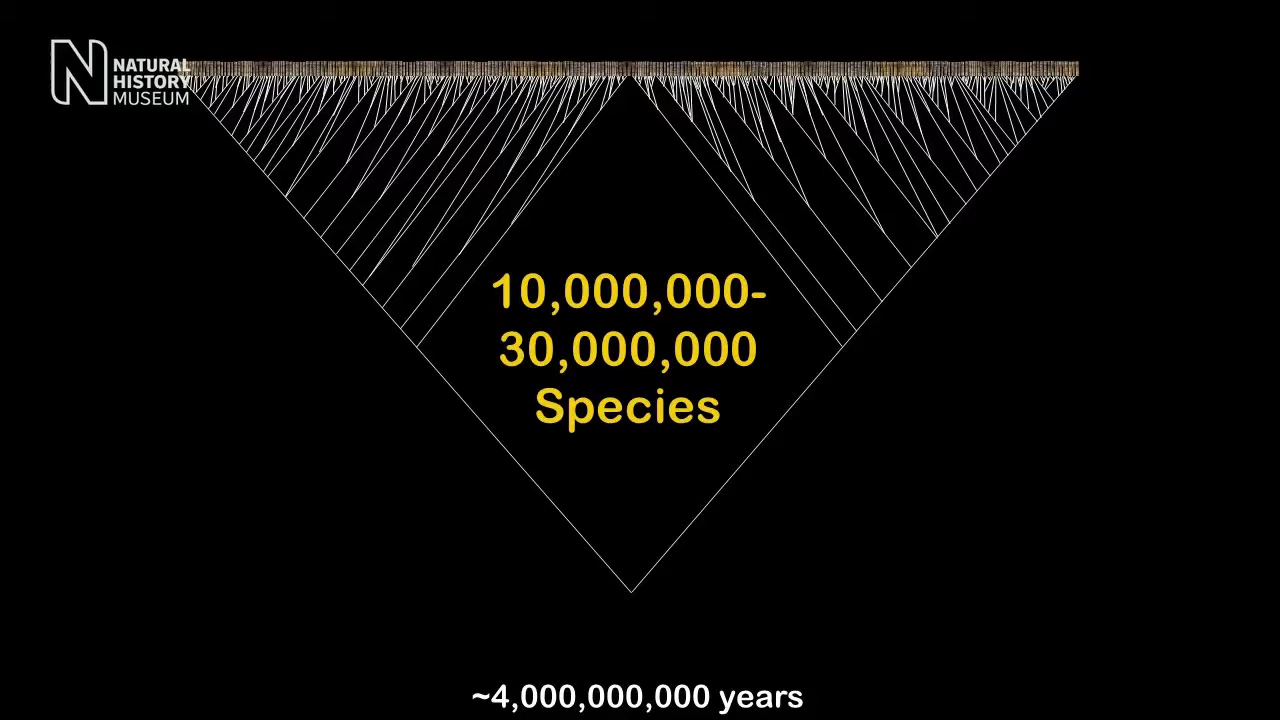 NATURAL
HISTORY
MUSEUM
10,000,000-
30,000,000
Species
~4,000,000,000 years